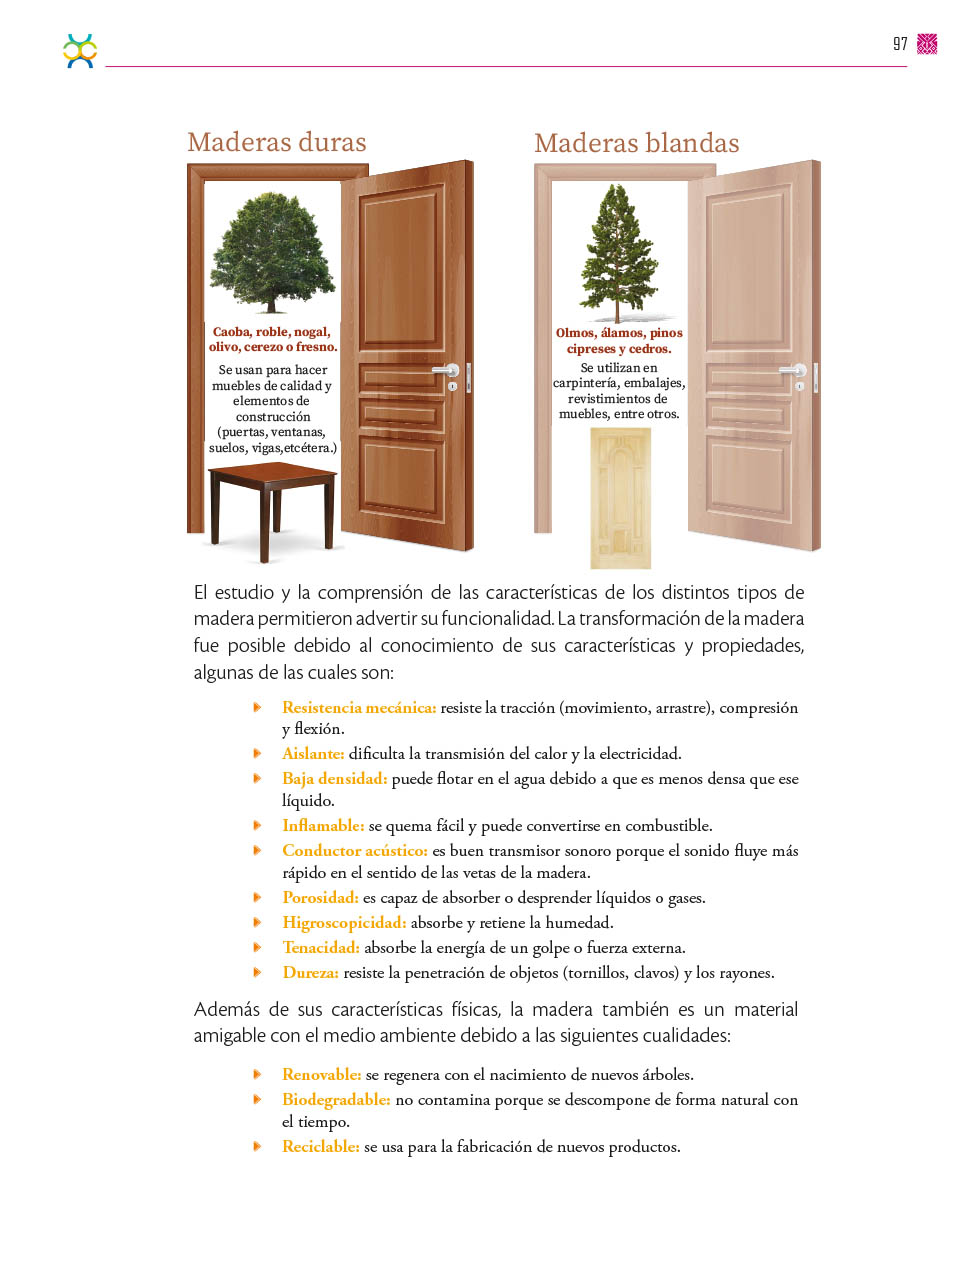 97
Maderas duras
Caoba, roble, nogal,
olivo, cerezo o fresno.
Se usan para hacer
muebles de calidad y
elementos de
construcción
(puertas, ventanas,
suelos, vigas,etcétera.)
Maderas blandas
Olmos, álamos, pinos
cipreses y cedros.
Se utilizan en
carpintería, embalajes,
revistimientos de
muebles, entre otros.
El estudio y la comprensión de las características de los distintos tipos de
madera permitieron advertir su funcionalidad. La transformación de la madera
fue posible debido al conocimiento de sus características y propiedades,
algunas de las cuales son:
Resistencia mecánica: resiste la tracción (movimiento, arrastre), compresión
y flexión.
Aislante: dificulta la transmisión del calor y la electricidad.
Baja densidad: puede flotar en el agua debido a que es menos densa que ese
líquido.
Inflamable: se quema fácil y puede convertirse en combustible.
Conductor acústico: es buen transmisor sonoro porque el sonido fluye más
rápido en el sentido de las vetas de la madera.
Porosidad: es capaz de absorber o desprender líquidos o gases.
Higroscopicidad: absorbe y retiene la humedad.
Tenacidad: absorbe la energía de un golpe o fuerza externa.
Dureza: resiste la penetración de objetos (tornillos, clavos) y los rayones.
Además de sus características físicas, la madera también es un material
amigable con el medio ambiente debido a las siguientes cualidades:
Renovable: se regenera con el nacimiento de nuevos árboles.
Biodegradable: no contamina porque se descompone de forma natural con
el tiempo.
Reciclable: se usa para la fabricación de nuevos productos.